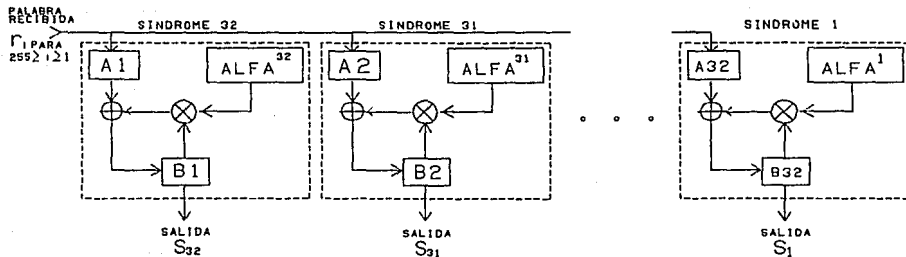 PALABRA
RECIBIDA
SINDROME 32
SINDROME 31
SINDROME 1
ri PARA
255≥i≥1
A1
ALFA^32
A2
ALFA^31
A32
ALFA^1
B1
B2
B32
SALIDA
S32
SALIDA
S31
SALIDA
S1